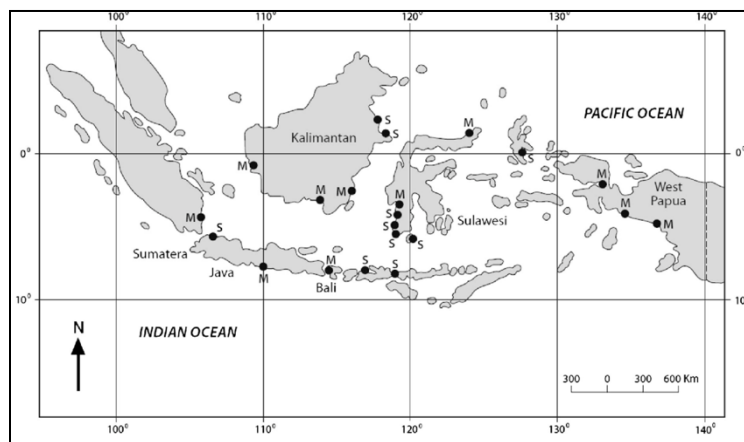 100° 110° 120° 130° 140°
PACIFIC OCEAN
M
S
S
Kalimantan
0° 0°
S
M
M
M
M
West
Papua
M
M
S
M
M
S
S
S
S
Sulawesi
Sumatera
Java
M
M
Bali
S
S
10° 10
INDIAN OCEAN
N
300 0 300 600 Km
100° 110° 120° 130° 140°